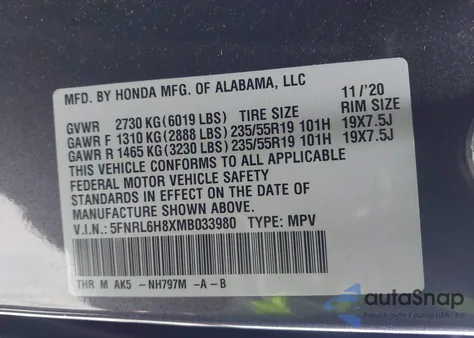 MFD. BY HONDA MFG. OF ALABAMA, LLC 11/'20
GVWR 2730 KG(6019 LBS) TIRE SIZE RIM SIZE
GAWR F 1310 KG(2888 LBS) 235/55R19 101H 19X7.5J
GAWR R 1465 KG(3230 LBS) 235/55R19 101H 19X7.5J
THIS VEHICLE CONFORMS TO ALL APPLICABLE
FEDERAL MOTOR VEHICLE SAFETY
STANDARDS IN EFFECT ON THE DATE OF
MANUFACTURE SHOWN ABOVE.
V.I.N.: 5FNRL6H8XMB033980 TYPE: MPV
THR M AK5 -NH797M -A -B
autoSnap